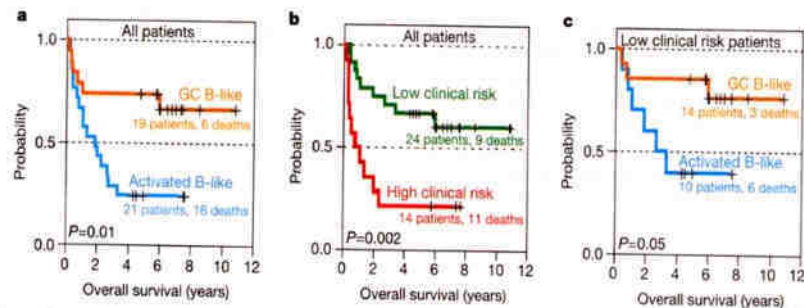 a
All patients
Probability
1.0
0.5
0.0
GC B-like
19 patients, 6 deaths
Activated B-like
21 patients, 16 deaths
P=0.01
0 2 4 6 8 10 12
Overall survival (years)
b
All patients
Probability
1.0
0.5
0.0
Low clinical risk
24 patients, 9 deaths
High clinical risk
14 patients, 11 deaths
P=0.002
0 2 4 6 8 10 12
Overall survival (years)
c
Low clinical risk patients
Probability
1.0
0.5
0.0
GC B-like
14 patients, 3 deaths
Activated B-like
10 patients, 6 deaths
P=0.05
0 2 4 6 8 10 12
Overall survival (years)